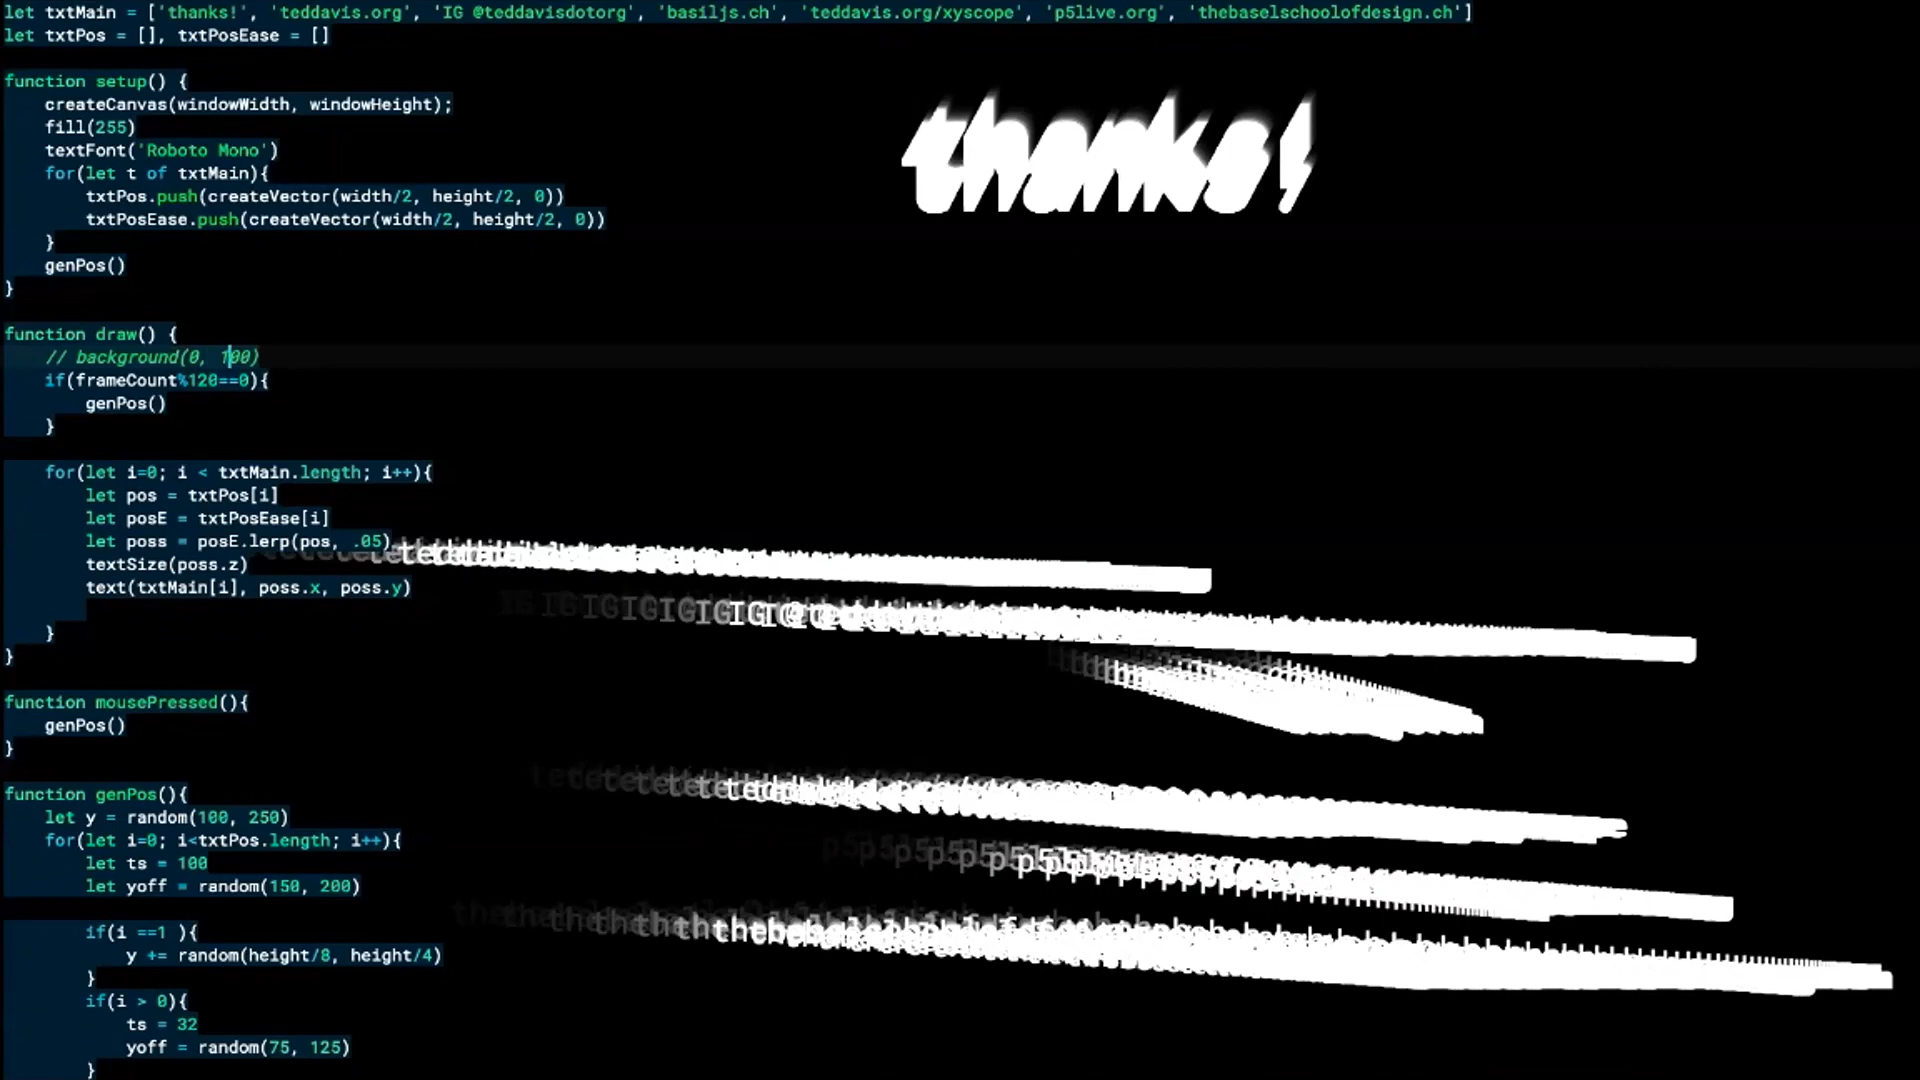 let txtMain = ['thanks!', 'teddavis.org', 'IG @teddavisdotorg', 'basiljs.ch', 'teddavis.org/xyscope', 'p5live.org', 'thebaselschoolofdesign.ch']
let txtPos = [], txtPosEase = []
function setup() {
createCanvas(windowWidth, windowHeight);
fill(255)
textFont('Roboto Mono')
for(let t of txtMain){
txtPos.push(createVector(width/2, height/2, 0))
txtPosEase.push(createVector(width/2, height/2, 0))
}
genPos()
}
thanks!
function draw() {
// background(0, 100)
if(frameCount%120==0){
genPos()
}
for(let i=0; i < txtMain.length; i++){
let pos = txtPos[i]
let posE = txtPosEase[i]
let poss = posE.lerp(pos, .05)
textSize(poss.z)
text(txtMain[i], poss.x, poss.y)
}
}
function mousePressed(){
genPos()
}
function genPos(){
let y = random(100, 250)
for(let i=0; i<txtPos.length; i++){
let ts = 100
let yoff = random(150, 200)
if(i ==1 ){
y += random(height/8, height/4)
}
if(i > 0){
ts = 32
yoff = random(75, 125)
}